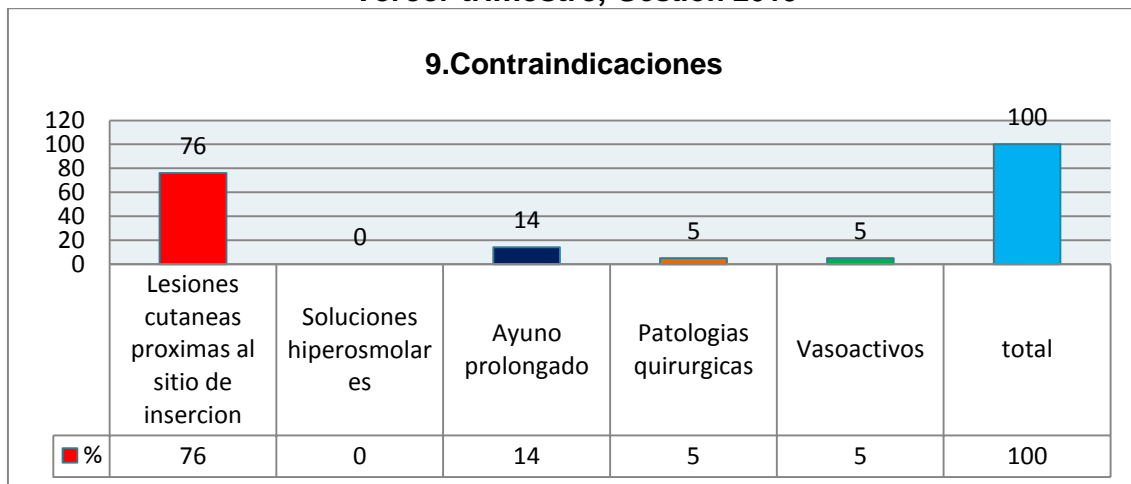 9.Contraindicaciones
120
100
80
60
40
20
0
76
0
14
5
5
100
Lesiones
cutaneas
proximas al
sitio de
insercion
Soluciones
hiperosmolar
es
Ayuno
prolongado
Patologias
quirurgicas
Vasoactivos
total
% 76 0 14 5 5 100